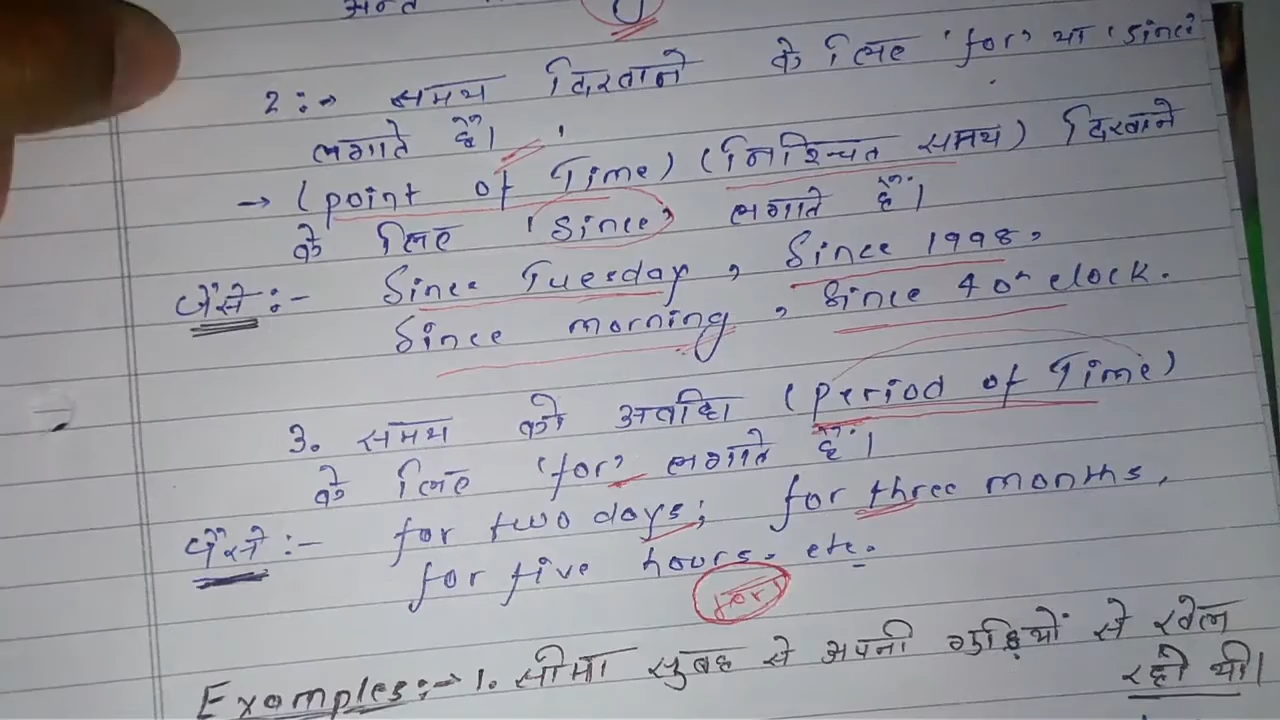 अन्त
2:→ समय दिखाने के लिए 'for' या 'since'
लगाते हैं।
→ (point of Time) (निश्चित समय) दिखाने
के लिए 'Since' लगाते हैं।
जैसे :- Since Tuesday, Since 1998,
Since morning, Since 4 o'clock.
3. समय की अवधि (Period of Time)
के लिए 'for' लगाते हैं।
जैसे :- for two days; for three months,
for five hours. etc.
for
Examples:→ 1. सीमा सुबह से अपनी गुड़ियों से खेल
रही थी।